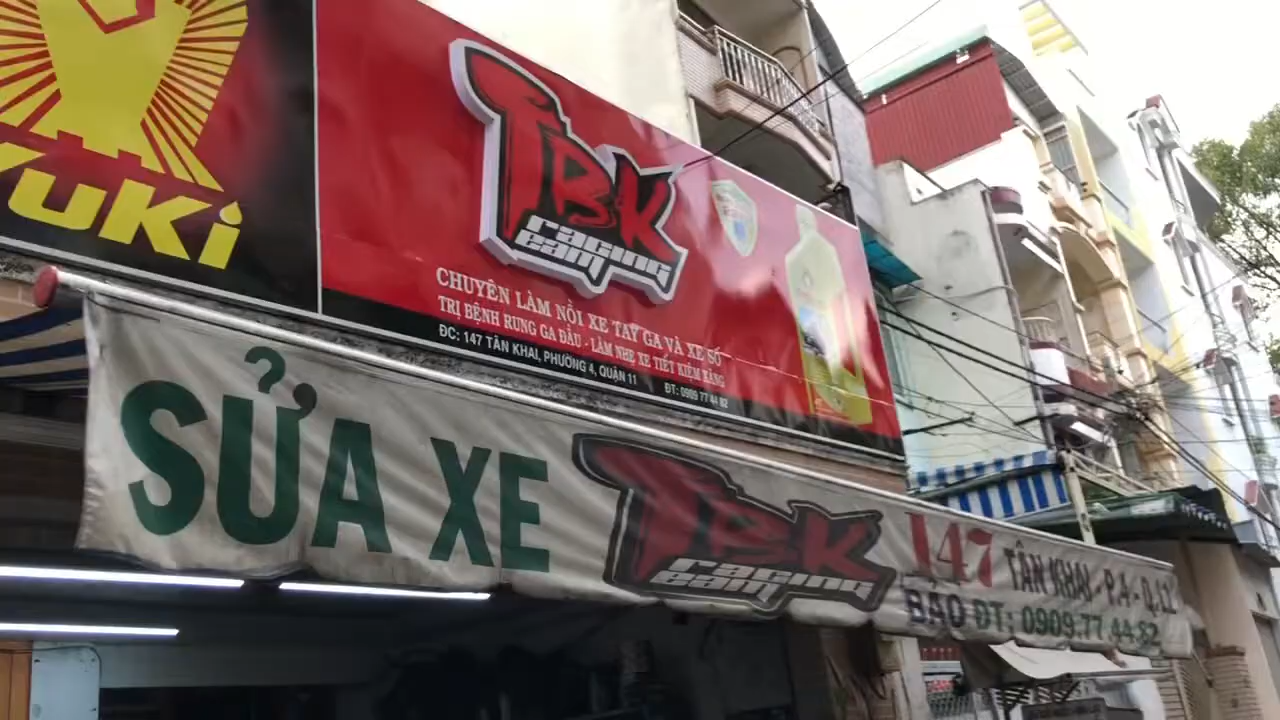 YuKi
TBK
racing
team
CHUYÊN LÀM NỒI XE TAY GA VÀ XE SỐ
TRỊ BỆNH RUNG GA ĐẦU - LÀM NHẸ XE TIẾT KIỆM XĂNG
ĐC: 147 TÂN KHAI, PHƯỜNG 4, QUẬN 11 ĐT: 0909 77 44 82
SỬA XE
TBK
racing
team
147 TÂN KHAI - P.4 - Q.11
BẢO ĐT: 0909.77.44.82